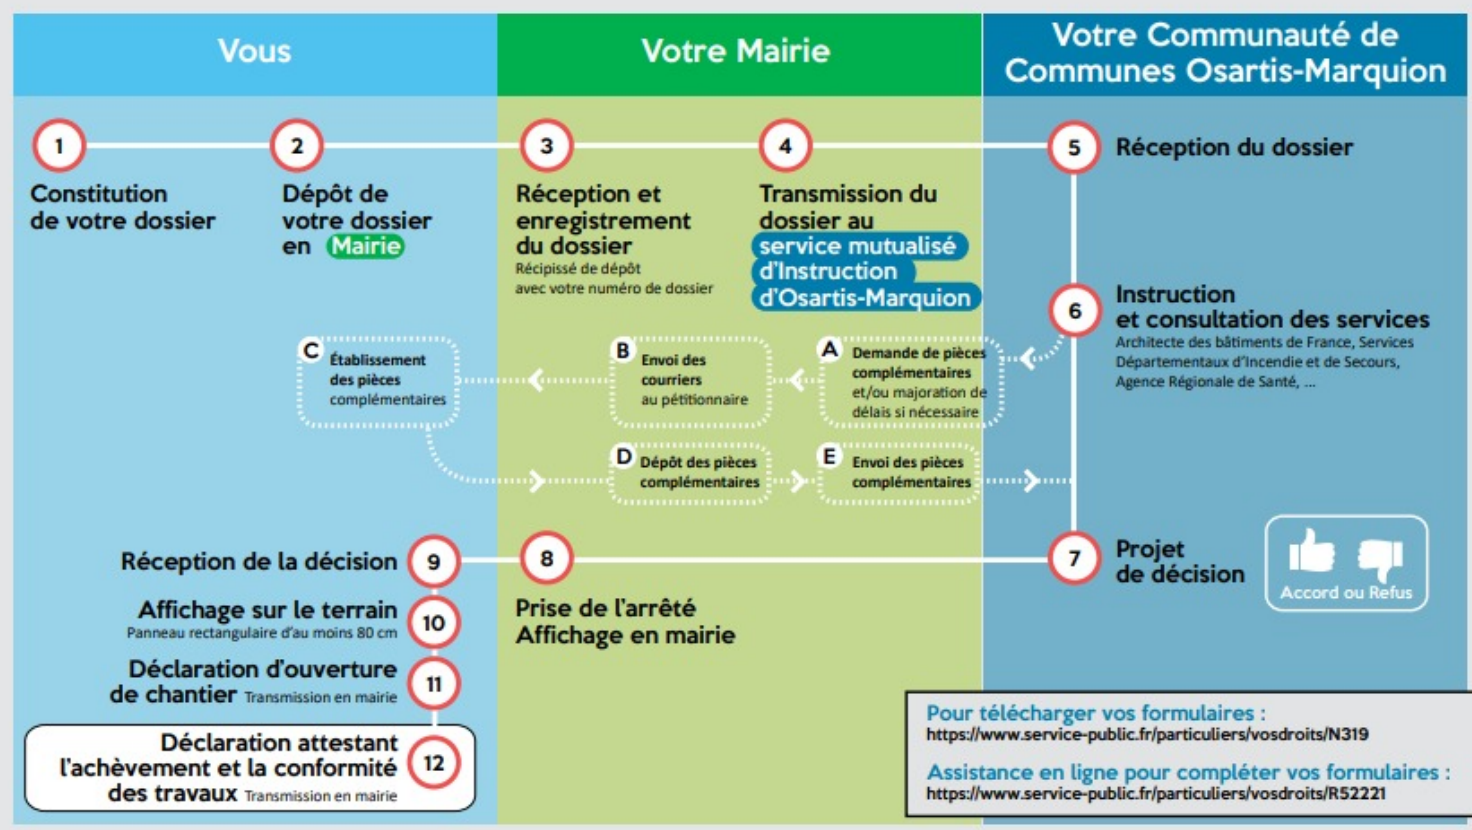 Vous
Votre Mairie
Votre Communauté de
Communes Osartis-Marquion
1
Constitution
de votre dossier
2
Dépôt de
votre dossier
en Mairie
3
Réception et
enregistrement
du dossier
Récipissé de dépôt
avec votre numéro de dossier
4
Transmission du
dossier au
service mutualisé
d'Instruction
d'Osartis-Marquion
5
Réception du dossier
6
Instruction
et consultation des services
Architecte des bâtiments de France, Services
Départementaux d'Incendie et de Secours,
Agence Régionale de Santé, ...
A
Demande de pièces
complémentaires
et/ou majoration de
délais si nécessaire
B
Envoi des
courriers
au pétitionnaire
C
Établissement
des pièces
complémentaires
D
Dépôt des pièces
complémentaires
E
Envoi des pièces
complémentaires
7
Projet
de décision
Accord ou Refus
8
Prise de l'arrêté
Affichage en mairie
Réception de la décision 9
Affichage sur le terrain
Panneau rectangulaire d'au moins 80 cm
10
Déclaration d'ouverture
de chantier Transmission en mairie
11
Déclaration attestant
l'achèvement et la conformité
des travaux Transmission en mairie
12
Pour télécharger vos formulaires :
https://www.service-public.fr/particuliers/vosdroits/N319
Assistance en ligne pour compléter vos formulaires :
https://www.service-public.fr/particuliers/vosdroits/R52221